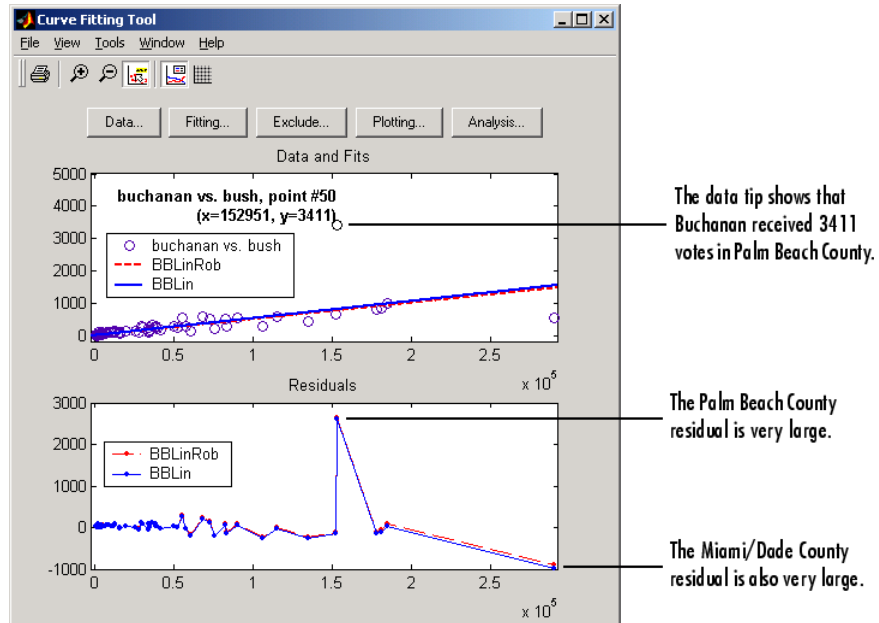 Curve Fitting Tool
File View Tools Window Help
Data... Fitting... Exclude... Plotting... Analysis...
Data and Fits
5000
4000
3000
2000
1000
0
buchanan vs. bush, point #50
(x=152951, y=3411)
buchanan vs. bush
BBLinRob
BBLin
0 0.5 1 1.5 2 2.5
x 10^5
The data tip shows that
Buchanan received 3411
votes in Palm Beach County.
Residuals
3000
2000
1000
0
-1000
BBLinRob
BBLin
0 0.5 1 1.5 2 2.5
x 10^5
The Palm Beach County
residual is very large.
The Miami/Dade County
residual is also very large.